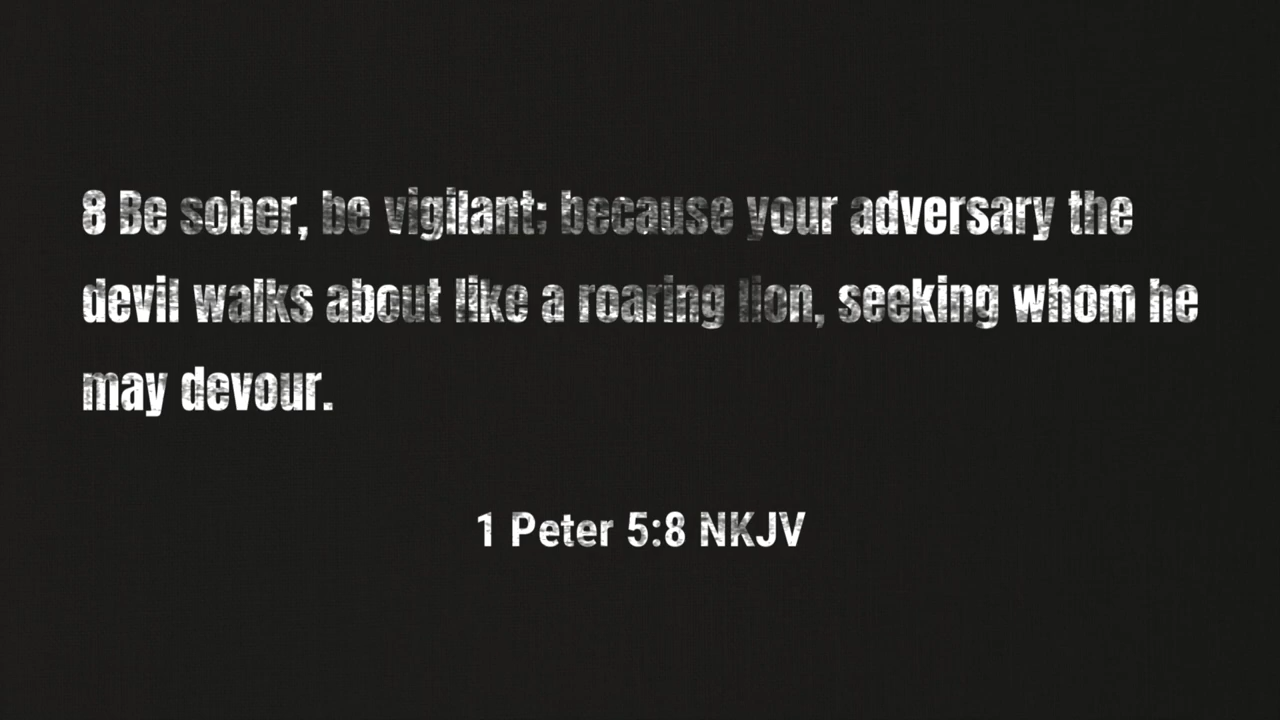 8 Be sober, be vigilant; because your adversary the
devil walks about like a roaring lion, seeking whom he
may devour.
1 Peter 5:8 NKJV